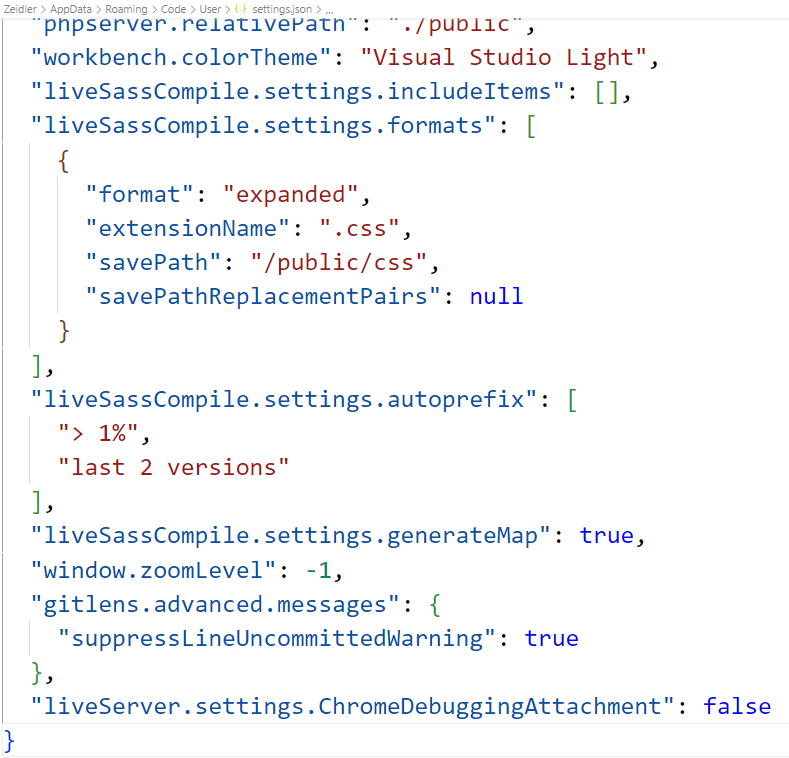 Zeidler > AppData > Roaming > Code > User > {} settings.json > ...
"phpserver.relativePath": "./public",
"workbench.colorTheme": "Visual Studio Light",
"liveSassCompile.settings.includeItems": [],
"liveSassCompile.settings.formats": [
{
"format": "expanded",
"extensionName": ".css",
"savePath": "/public/css",
"savePathReplacementPairs": null
}
],
"liveSassCompile.settings.autoprefix": [
"> 1%",
"last 2 versions"
],
"liveSassCompile.settings.generateMap": true,
"window.zoomLevel": -1,
"gitlens.advanced.messages": {
"suppressLineUncommittedWarning": true
},
"liveServer.settings.ChromeDebuggingAttachment": false
}